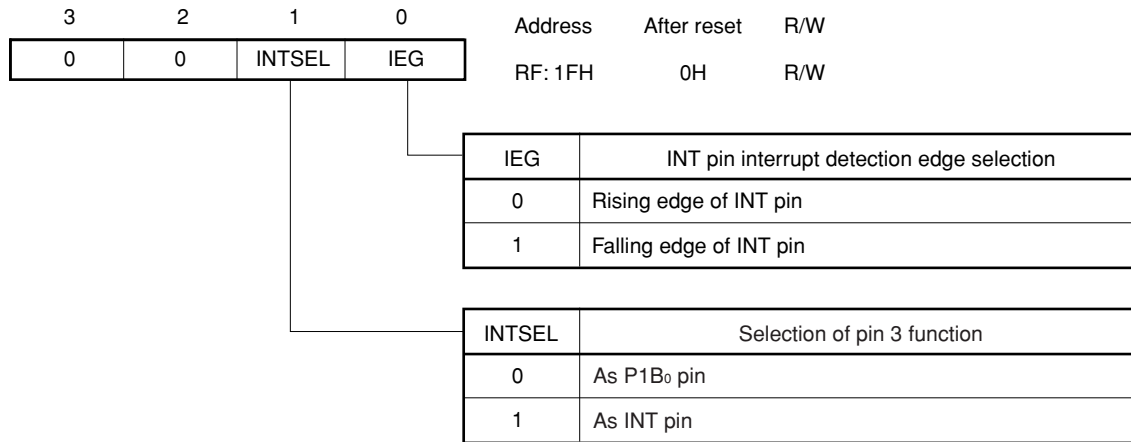 3 2 1 0 Address After reset R/W
0 0 INTSEL IEG
RF: 1FH 0H R/W
IEG INT pin interrupt detection edge selection
0 Rising edge of INT pin
1 Falling edge of INT pin
INTSEL Selection of pin 3 function
0 As P1B₀ pin
1 As INT pin